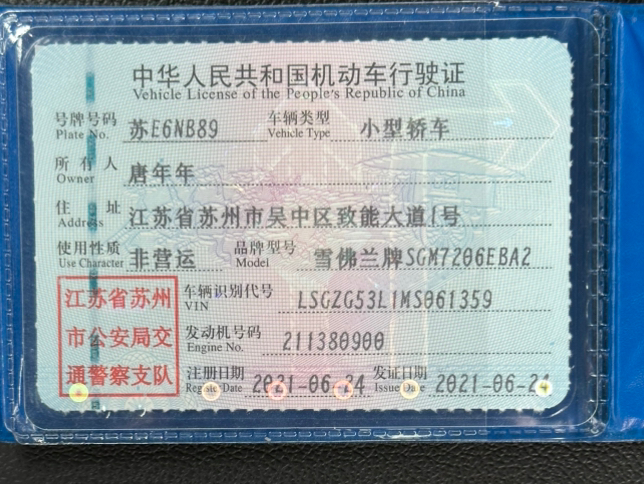 中华人民共和国机动车行驶证
Vehicle License of the People's Republic of China
号牌号码 苏E6NB89 车辆类型 小型轿车
Plate No. Vehicle Type
所有人 唐年年
Owner
住址 江苏省苏州市吴中区致能大道1号
Address
使用性质 非营运 品牌型号 雪佛兰牌SGM7206EBA2
Use Character Model
江苏省苏州 车辆识别代号 LSGZG53L1MS061359
VIN
市公安局交 发动机号码 211380900
Engine No.
通警察支队 注册日期 2021-06-24 发证日期 2021-06-24
Register Date Issue Date